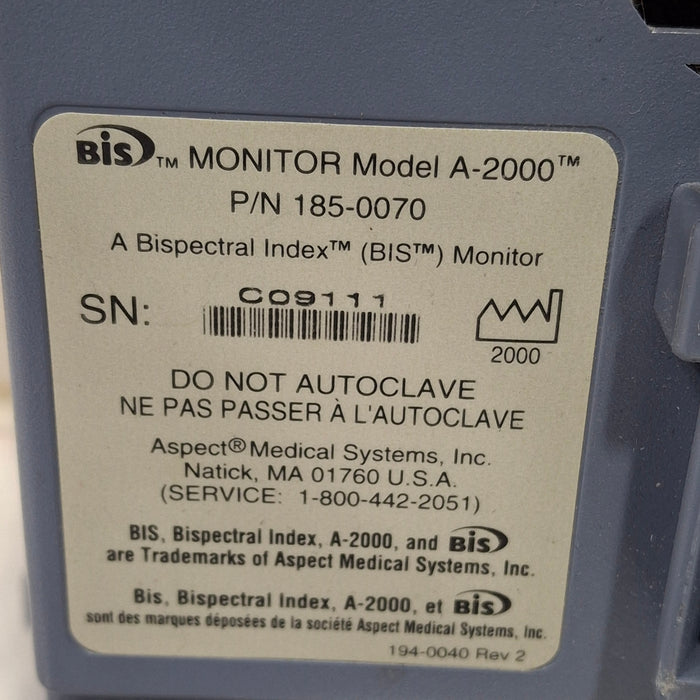 BIS™ MONITOR Model A-2000™
P/N 185-0070
A Bispectral Index™ (BIS™) Monitor
SN: C09111
2000
DO NOT AUTOCLAVE
NE PAS PASSER À L'AUTOCLAVE
Aspect® Medical Systems, Inc.
Natick, MA 01760 U.S.A.
(SERVICE: 1-800-442-2051)
BIS, Bispectral Index, A-2000, and BIS
are Trademarks of Aspect Medical Systems, Inc.
Bis, Bispectral Index, A-2000, et BIS
sont des marques déposées de la société Aspect Medical Systems, Inc.
194-0040 Rev 2